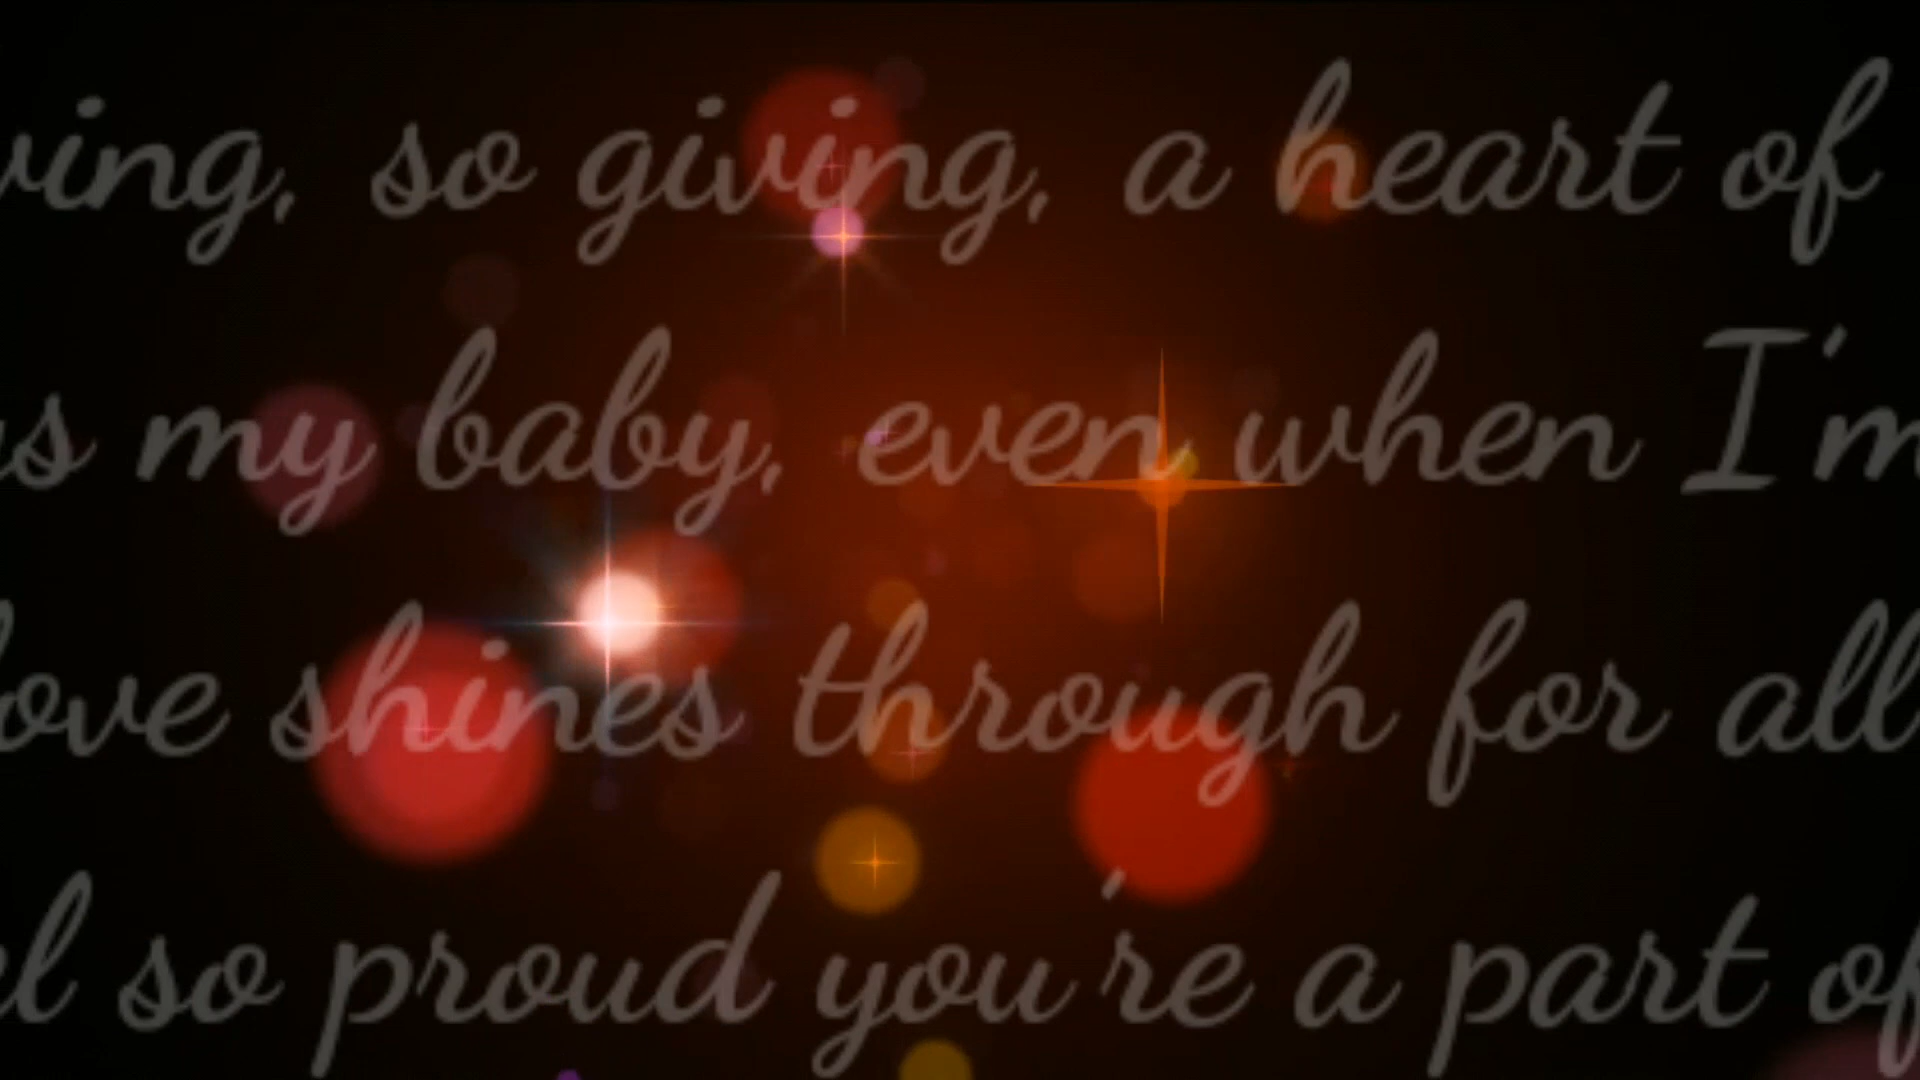 ving, so giving, a heart of
s my baby, even when I'm
ove shines through for all
l so proud you're a part of